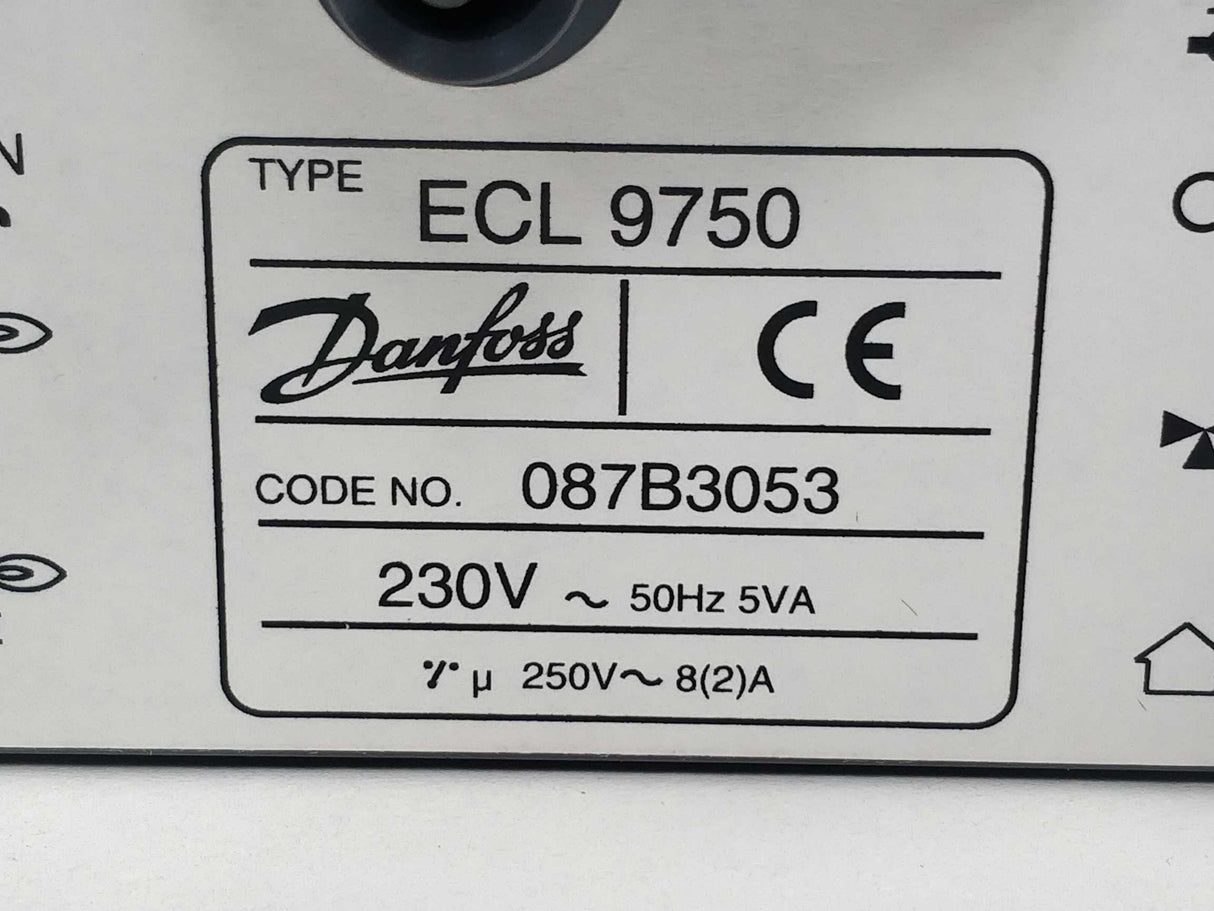 N
TYPE ECL 9750
Danfoss CE
CODE NO. 087B3053
230V ~ 50Hz 5VA
µ 250V~ 8(2)A